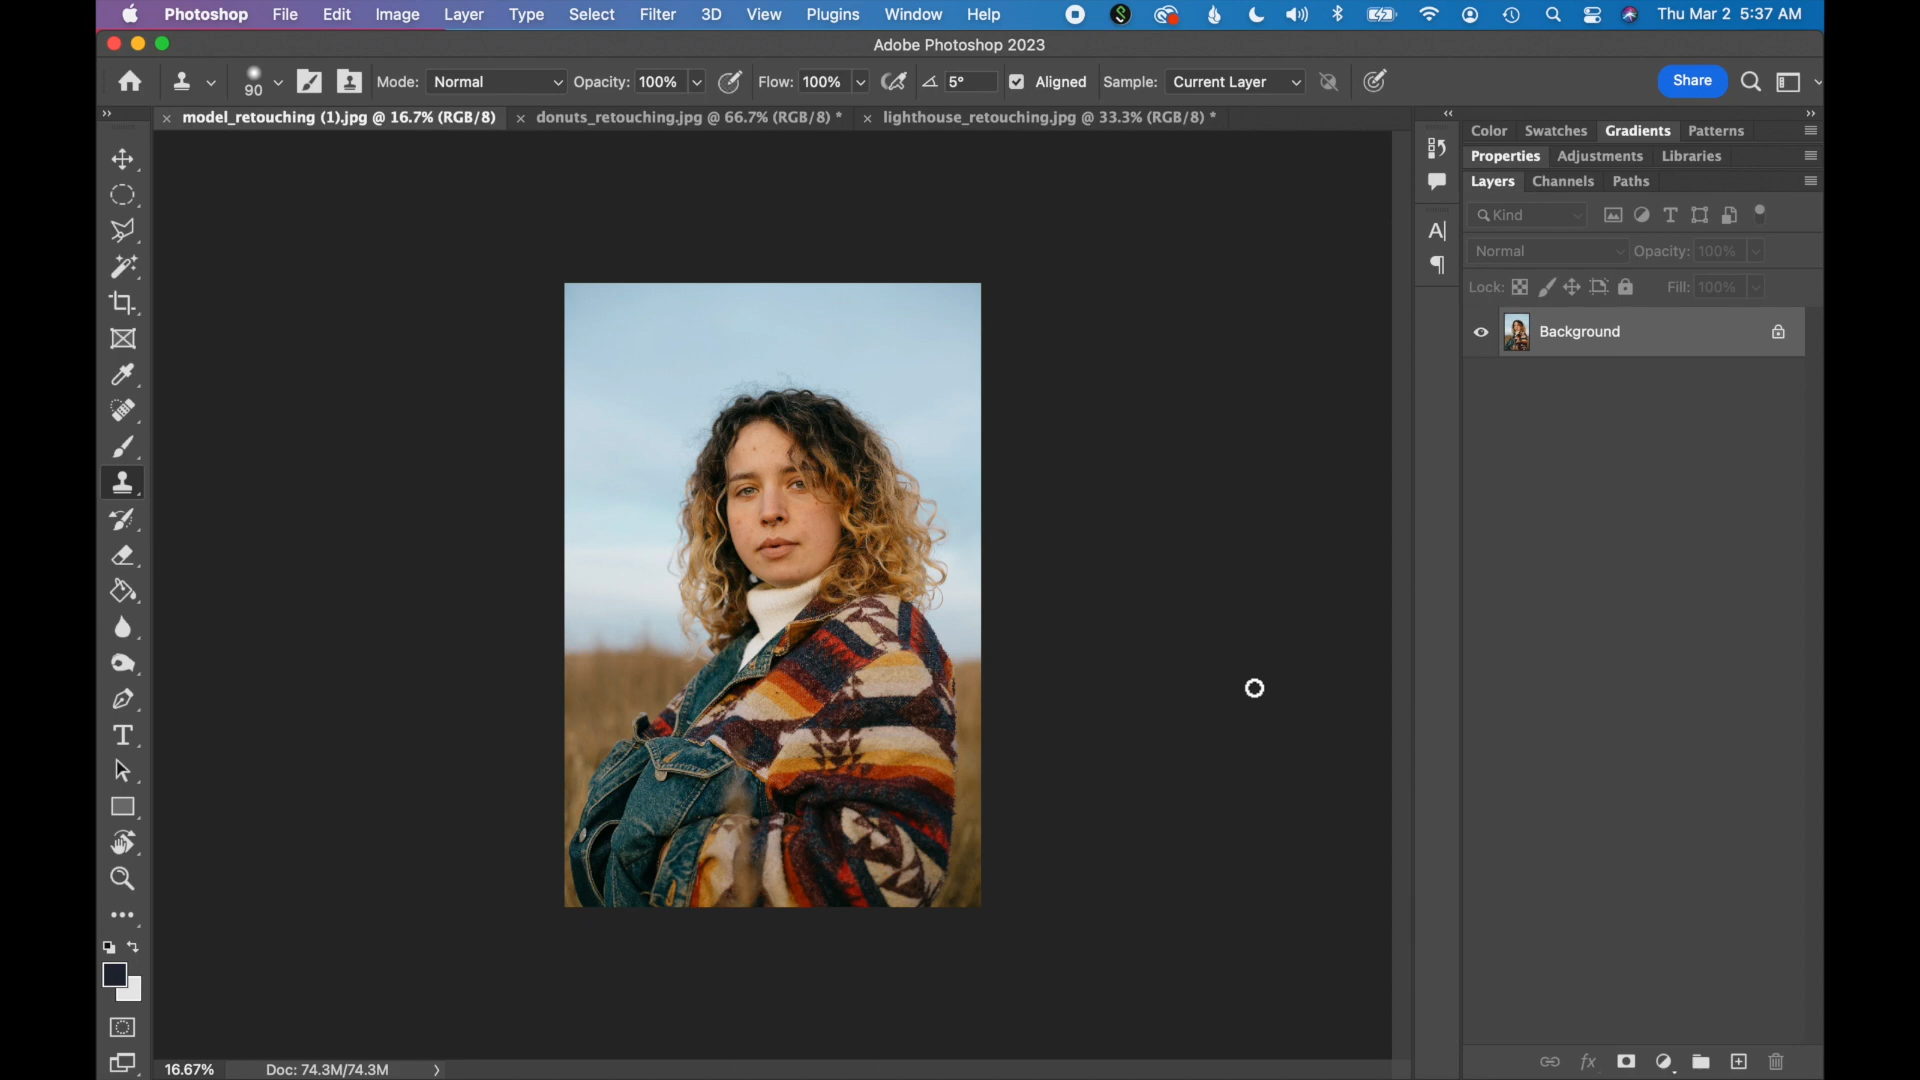 Photoshop File Edit Image Layer Type Select Filter 3D View Plugins Window Help Thu Mar 2 5:37 AM
Adobe Photoshop 2023
90 Mode: Normal Opacity: 100% Flow: 100% 5° Aligned Sample: Current Layer Share
model_retouching (1).jpg @ 16.7% (RGB/8) donuts_retouching.jpg @ 66.7% (RGB/8) * lighthouse_retouching.jpg @ 33.3% (RGB/8) *
Color Swatches Gradients Patterns
Properties Adjustments Libraries
Layers Channels Paths
Kind
Normal Opacity: 100%
Lock: Fill: 100%
Background
16.67% Doc: 74.3M/74.3M